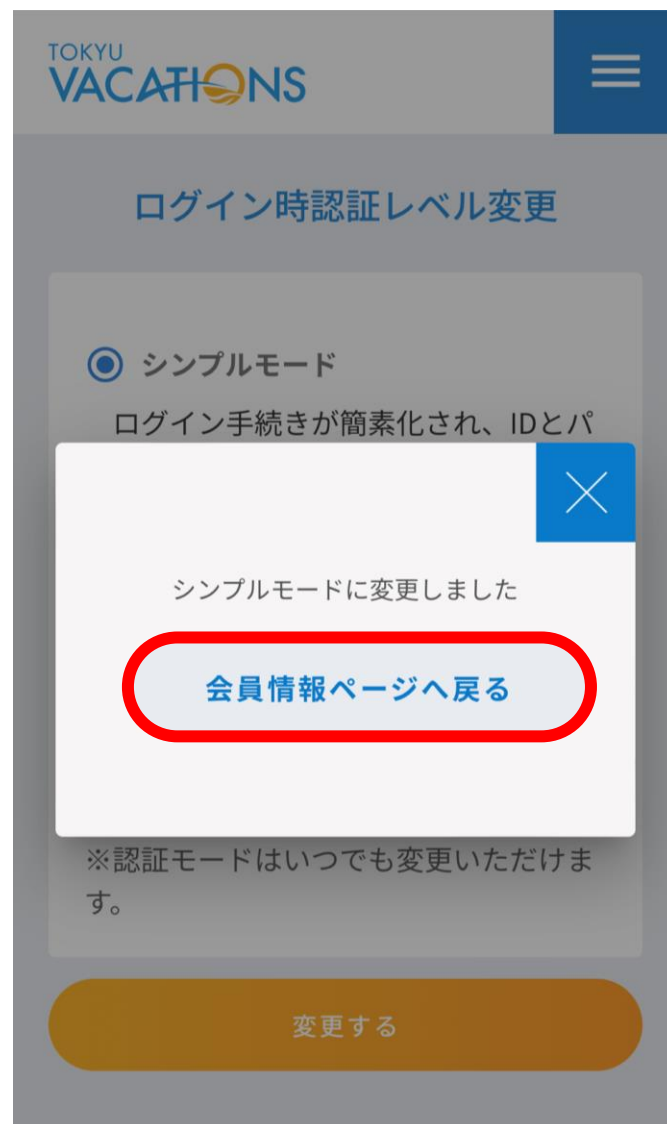 TOKYU
VACATIONS
ログイン時認証レベル変更
シンプルモード
ログイン手続きが簡素化され、IDとパ
シンプルモードに変更しました
会員情報ページへ戻る
※認証モードはいつでも変更いただけま
す。
変更する